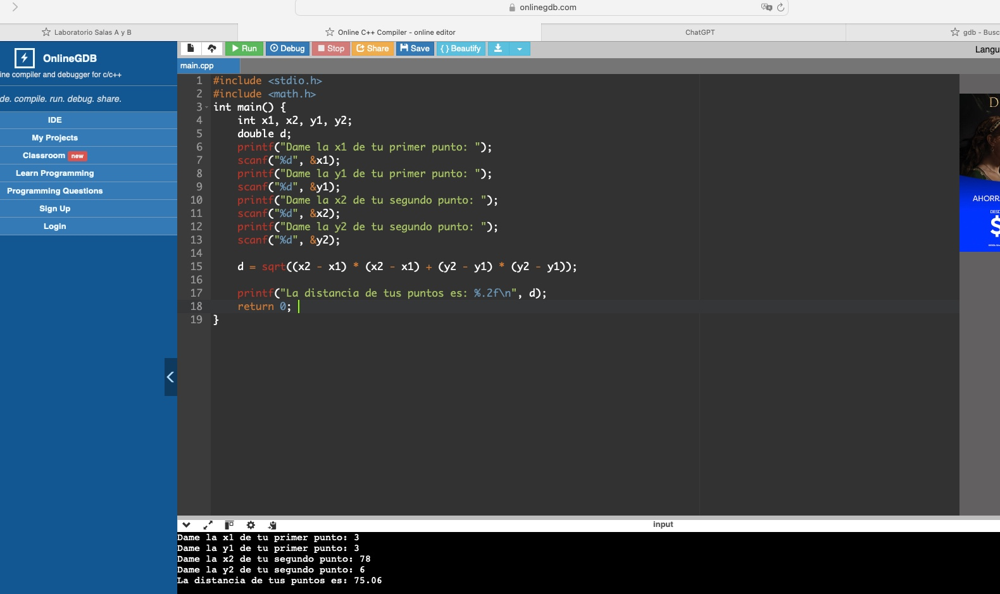 onlinegdb.com
Laboratorio Salas A y B
Online C++ Compiler - online editor
ChatGPT
gdb - Busc
OnlineGDB
ine compiler and debugger for c/c++
de. compile. run. debug. share.
IDE
My Projects
Classroom new
Learn Programming
Programming Questions
Sign Up
Login
Run Debug Stop Share Save { } Beautify
Langu
main.cpp
1 #include <stdio.h>
2 #include <math.h>
3 int main() {
4 int x1, x2, y1, y2;
5 double d;
6 printf("Dame la x1 de tu primer punto: ");
7 scanf("%d", &x1);
8 printf("Dame la y1 de tu primer punto: ");
9 scanf("%d", &y1);
10 printf("Dame la x2 de tu segundo punto: ");
11 scanf("%d", &x2);
12 printf("Dame la y2 de tu segundo punto: ");
13 scanf("%d", &y2);
14
15 d = sqrt((x2 - x1) * (x2 - x1) + (y2 - y1) * (y2 - y1));
16
17 printf("La distancia de tus puntos es: %.2f\n", d);
18 return 0;
19 }
D
AHORR
DESD
$
input
Dame la x1 de tu primer punto: 3
Dame la y1 de tu primer punto: 3
Dame la x2 de tu segundo punto: 78
Dame la y2 de tu segundo punto: 6
La distancia de tus puntos es: 75.06